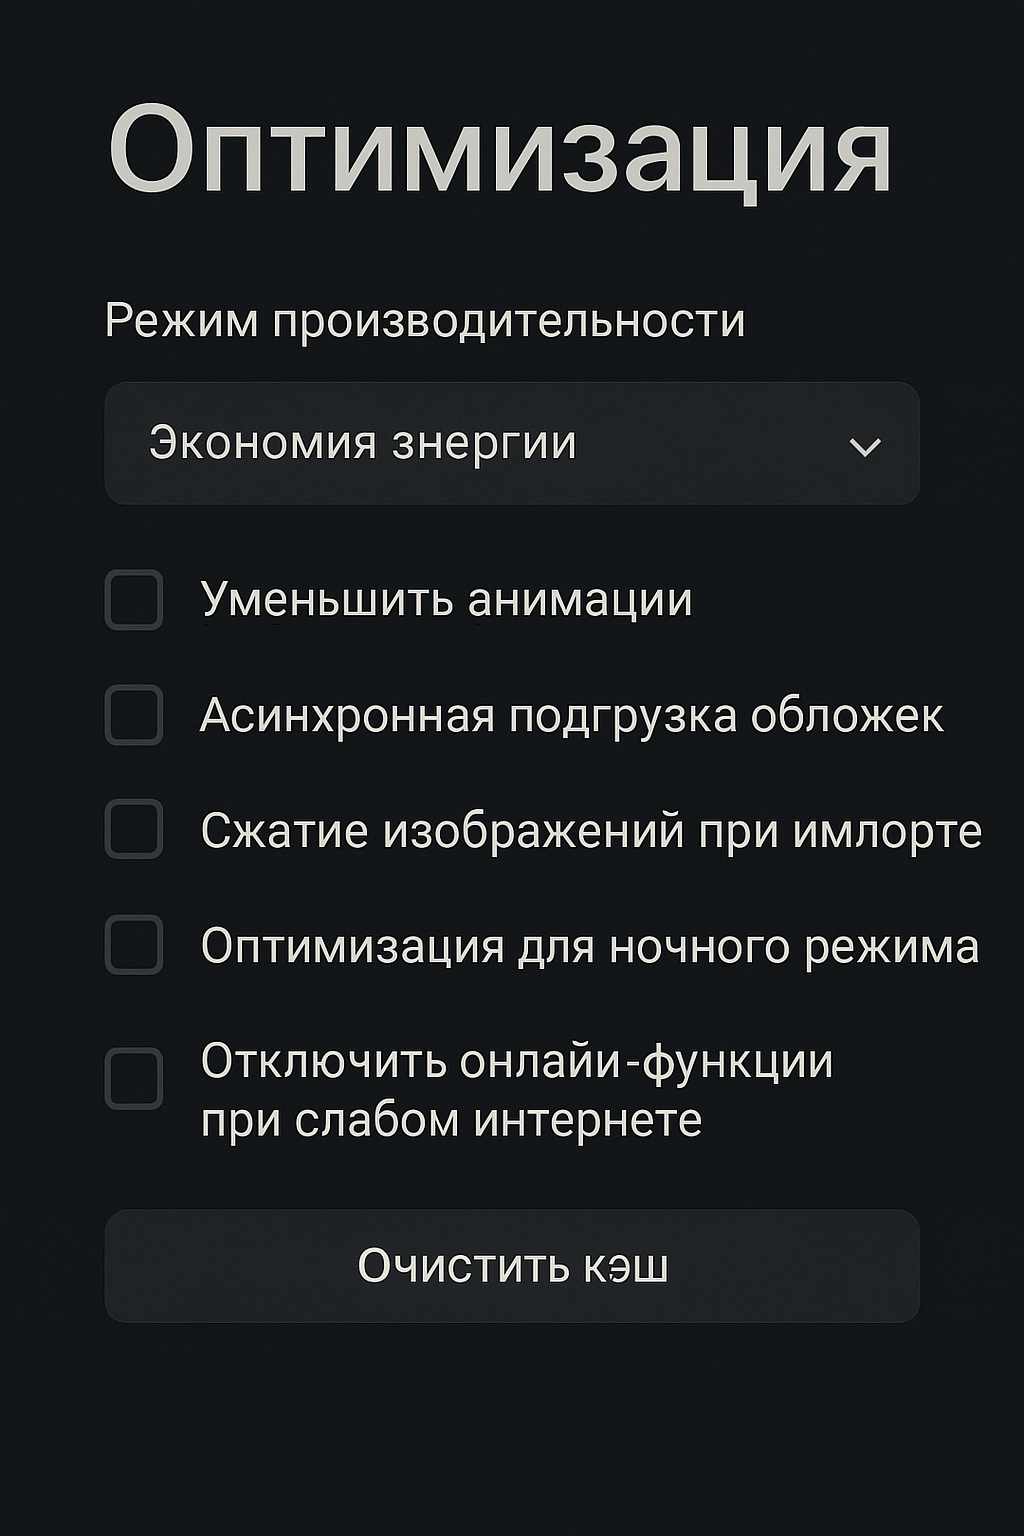 Оптимизация
Режим производительности
Экономия знергии
Уменьшить анимации
Асинхронная подгрузка обложек
Сжатие изображений при имлорте
Оптимизация для ночного режима
Отключить онлайи-функции
при слабом интернете
Очистить кэш